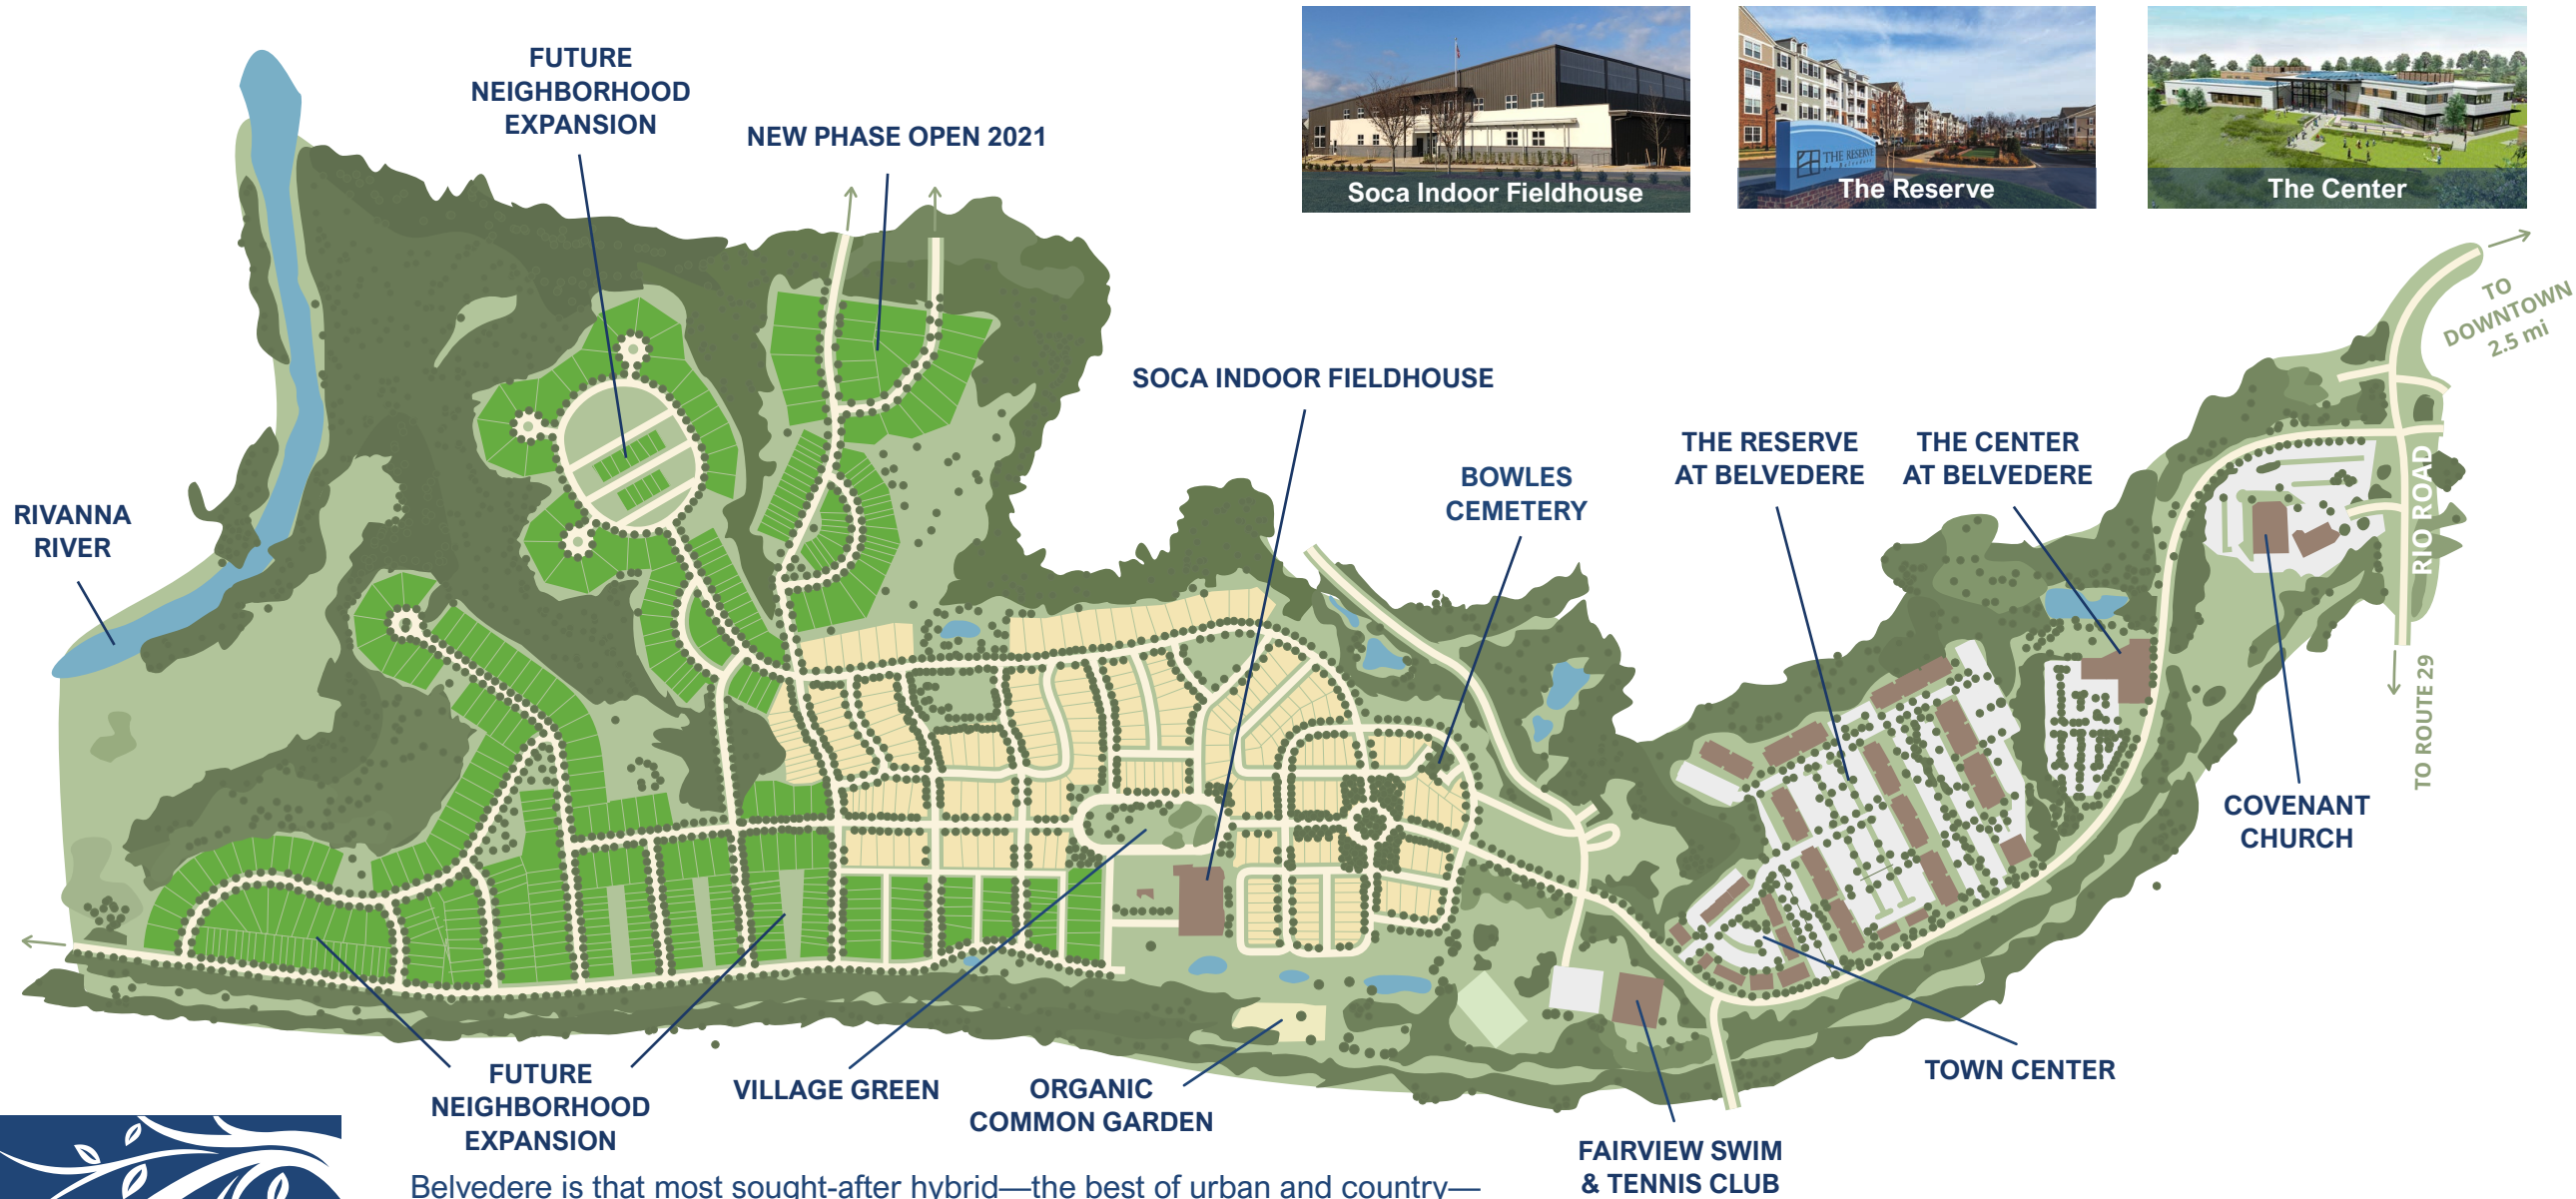 FUTURE
NEIGHBORHOOD
EXPANSION
NEW PHASE OPEN 2021
Soca Indoor Fieldhouse
THE RESERVE
Belvedere
The Reserve
The Center
TO
DOWNTOWN
2.5 mi
SOCA INDOOR FIELDHOUSE
BOWLES
CEMETERY
THE RESERVE
AT BELVEDERE
THE CENTER
AT BELVEDERE
RIVANNA
RIVER
RIO ROAD
TO ROUTE 29
COVENANT
CHURCH
FUTURE
NEIGHBORHOOD
EXPANSION
VILLAGE GREEN
ORGANIC
COMMON GARDEN
TOWN CENTER
FAIRVIEW SWIM
& TENNIS CLUB
Belvedere is that most sought-after hybrid—the best of urban and country—